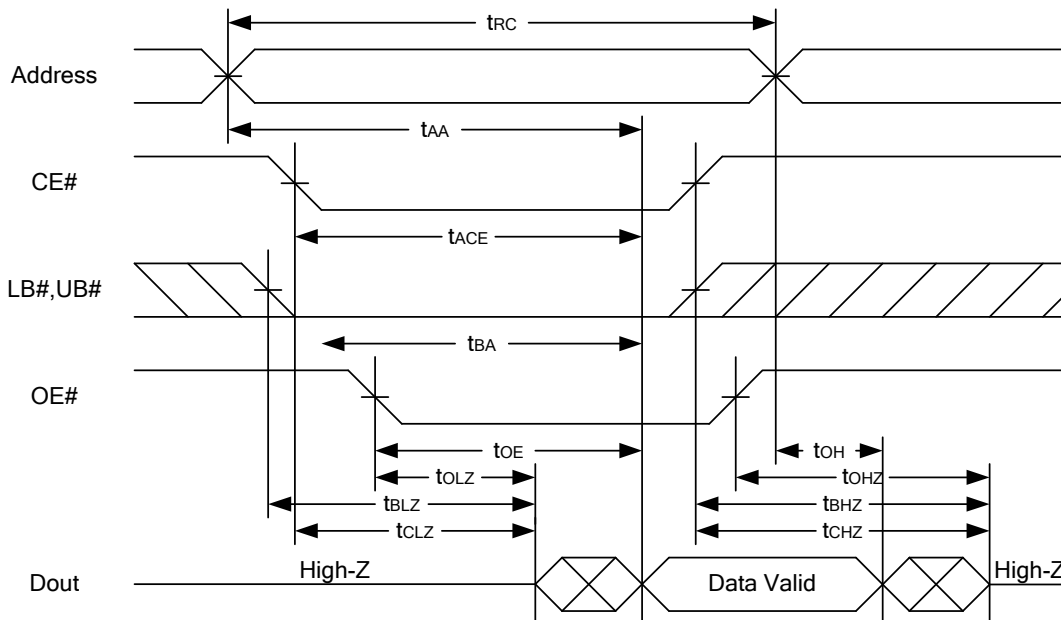 tRC
Address
tAA
CE#
tACE
LB#,UB#
tBA
OE#
tOE
tOH
tOLZ
tOHZ
tBLZ
tBHZ
tCLZ
tCHZ
High-Z
Dout
Data Valid
High-Z